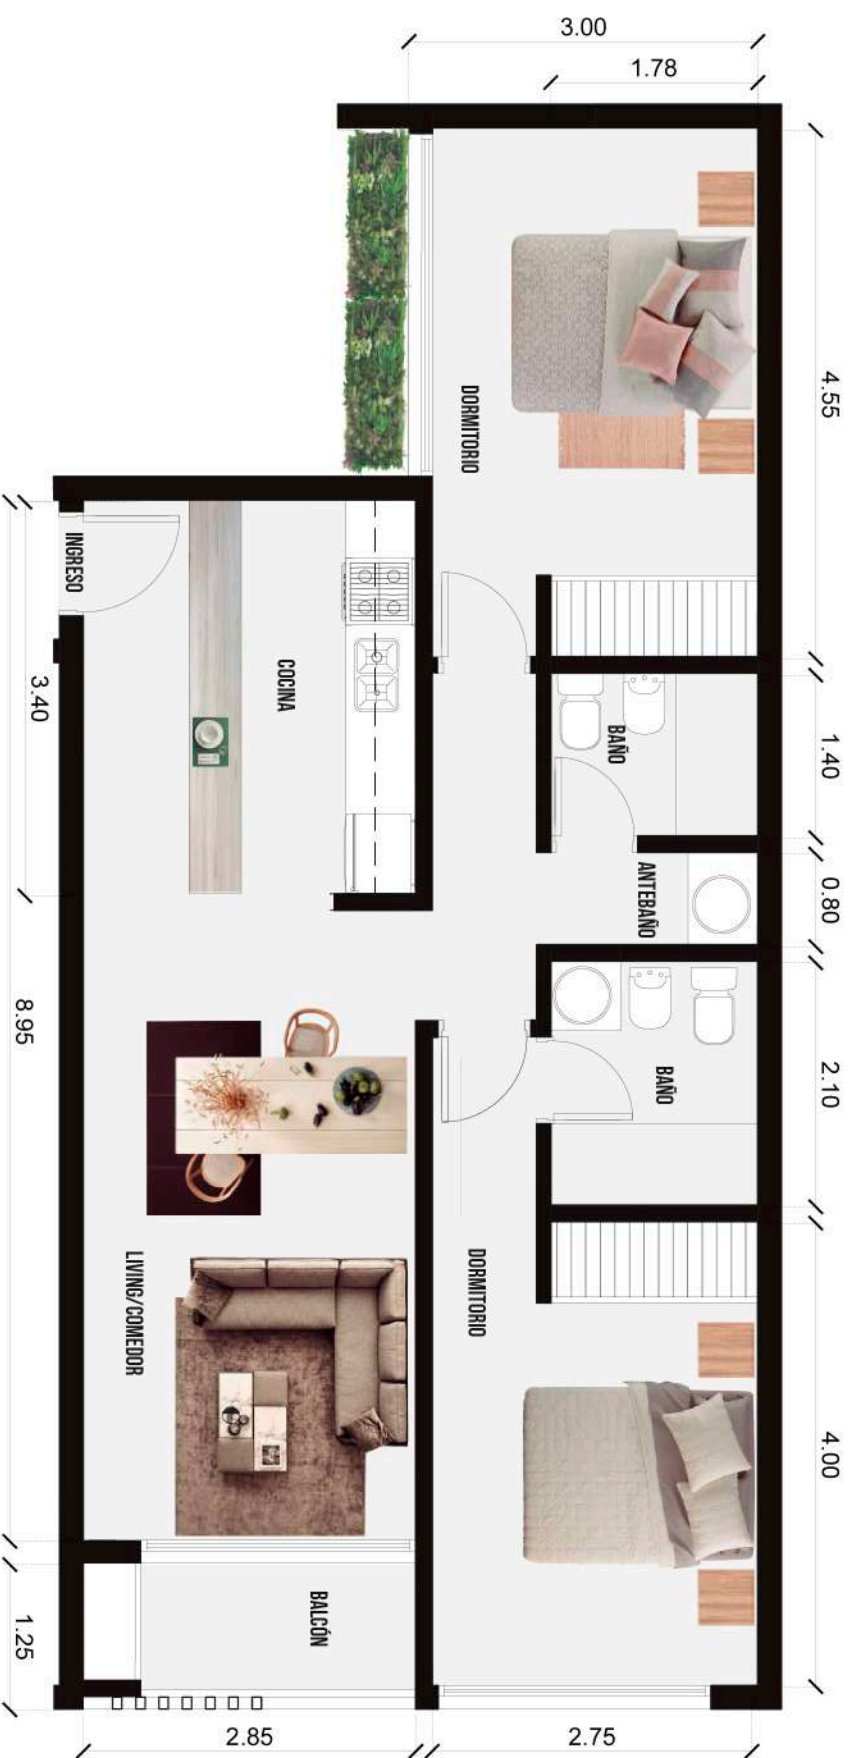 3.00
1.78
4.55
DORMITORIO
INGRESO
COCINA
3.40
BAÑO
1.40
ANTEBAÑO
0.80
8.95
BAÑO
2.10
LIVING/COMEDOR
DORMITORIO
4.00
BALCÓN
1.25
2.85
2.75